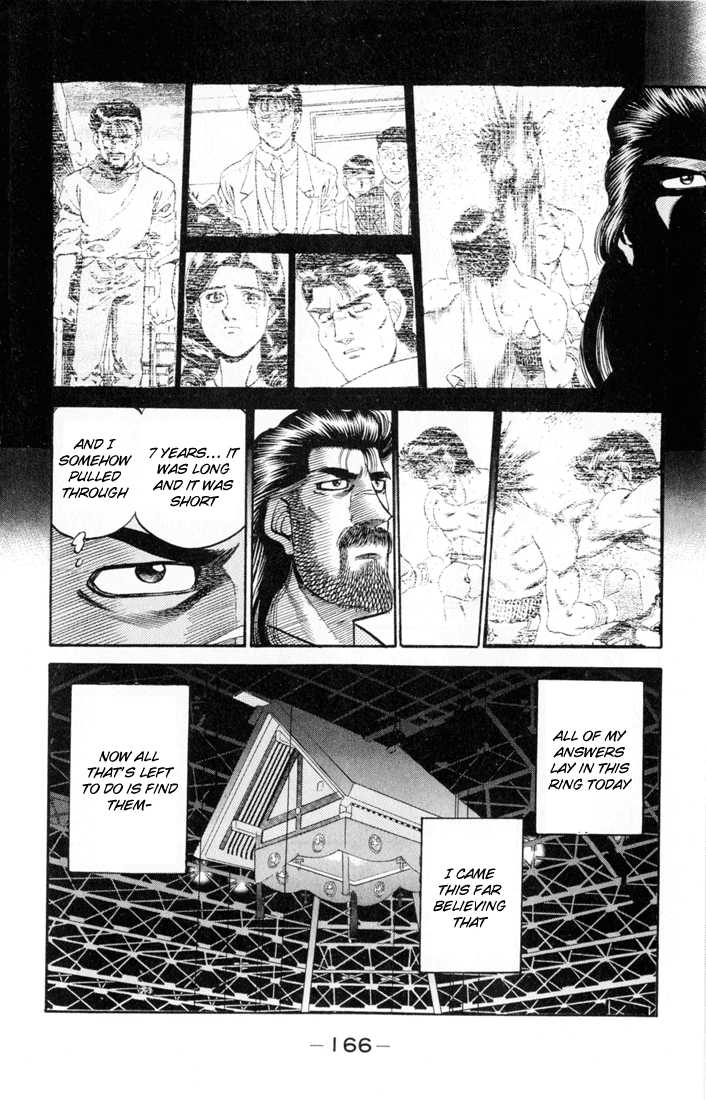 7 YEARS... IT
WAS LONG
AND IT WAS
SHORT
AND I
SOMEHOW
PULLED
THROUGH
ALL OF MY
ANSWERS
LAY IN THIS
RING TODAY
I CAME
THIS FAR
BELIEVING
THAT
NOW ALL
THAT'S LEFT
TO DO IS FIND
THEM-
—166—